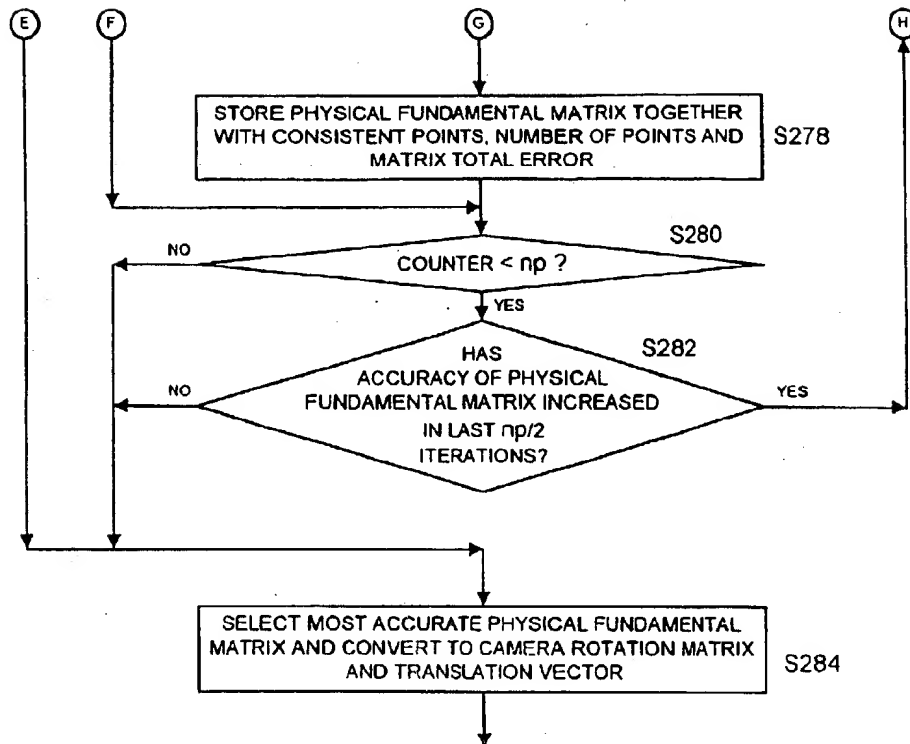 E F G H
STORE PHYSICAL FUNDAMENTAL MATRIX TOGETHER
WITH CONSISTENT POINTS, NUMBER OF POINTS AND
MATRIX TOTAL ERROR
S278
S280
NO
COUNTER < np ?
YES
S282
HAS
ACCURACY OF PHYSICAL
FUNDAMENTAL MATRIX INCREASED
IN LAST np/2
ITERATIONS?
NO
YES
SELECT MOST ACCURATE PHYSICAL FUNDAMENTAL
MATRIX AND CONVERT TO CAMERA ROTATION MATRIX
AND TRANSLATION VECTOR
S284